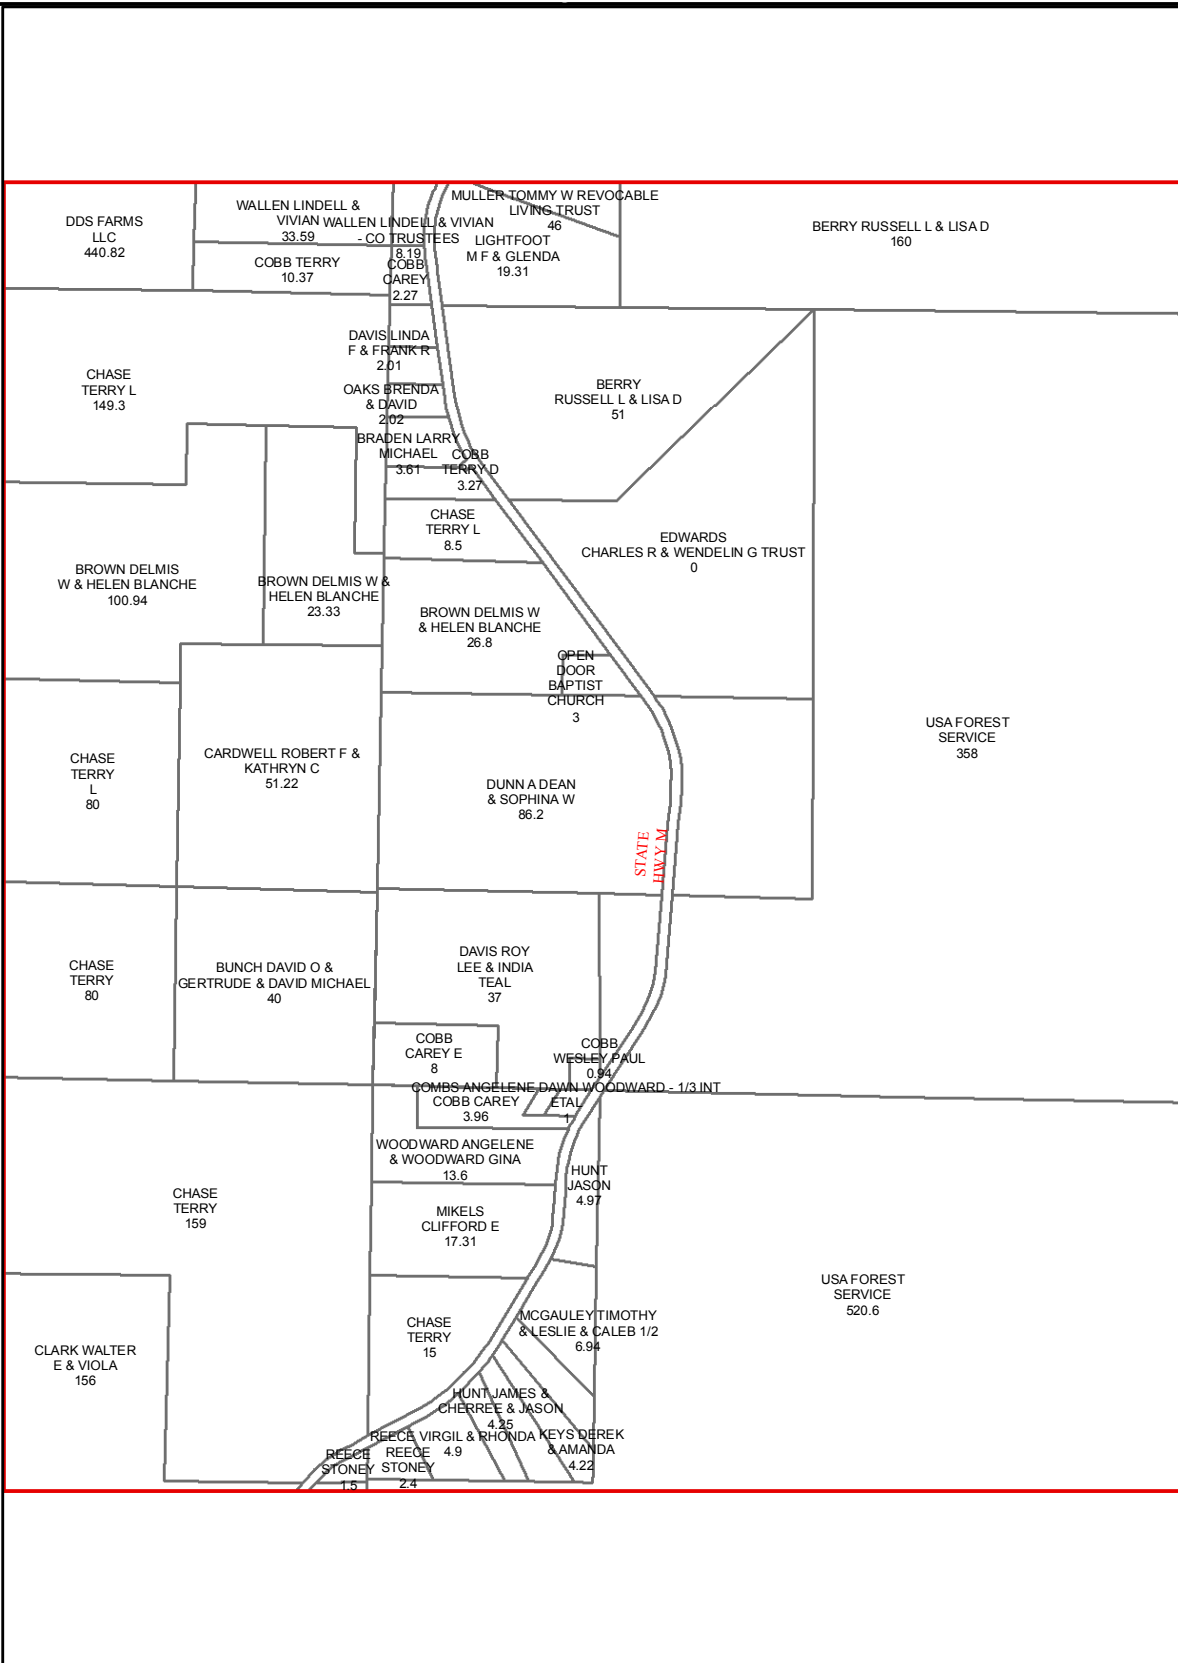 DDS FARMS
LLC
440.82
WALLEN LINDELL &
VIVIAN
33.59
WALLEN LINDELL & VIVIAN
- CO TRUSTEES
8.19
MULLER TOMMY W REVOCABLE
LIVING TRUST
46
LIGHTFOOT
M F & GLENDA
19.31
BERRY RUSSELL L & LISA D
160
COBB TERRY
10.37
COBB
CAREY
2.27
CHASE
TERRY L
149.3
DAVIS LINDA
F & FRANK R
2.01
OAKS BRENDA
& DAVID
2.02
BERRY
RUSSELL L & LISA D
51
BRADEN LARRY
MICHAEL
3.61
COBB
TERRY D
3.27
CHASE
TERRY L
8.5
EDWARDS
CHARLES R & WENDELIN G TRUST
0
BROWN DELMIS
W & HELEN BLANCHE
100.94
BROWN DELMIS W &
HELEN BLANCHE
23.33
BROWN DELMIS W
& HELEN BLANCHE
26.8
OPEN
DOOR
BAPTIST
CHURCH
3
USA FOREST
SERVICE
358
CHASE
TERRY
L
80
CARDWELL ROBERT F &
KATHRYN C
51.22
DUNN A DEAN
& SOPHINA W
86.2
STATE
HWY M
CHASE
TERRY
80
BUNCH DAVID O &
GERTRUDE & DAVID MICHAEL
40
DAVIS ROY
LEE & INDIA
TEAL
37
COBB
CAREY E
8
COBB
WESLEY PAUL
0.94
COMBS ANGELENE DAWN WOODWARD - 1/3 INT
ETAL
1
COBB CAREY
3.96
WOODWARD ANGELENE
& WOODWARD GINA
13.6
HUNT
JASON
4.97
CHASE
TERRY
159
MIKELS
CLIFFORD E
17.31
USA FOREST
SERVICE
520.6
CLARK WALTER
E & VIOLA
156
CHASE
TERRY
15
MCGAULEY TIMOTHY
& LESLIE & CALEB 1/2
6.94
HUNT JAMES &
CHERREE & JASON
4.25
REECE VIRGIL & RHONDA
4.9
KEYS DEREK
& AMANDA
4.22
REECE
STONEY
1.5
REECE
STONEY
2.4